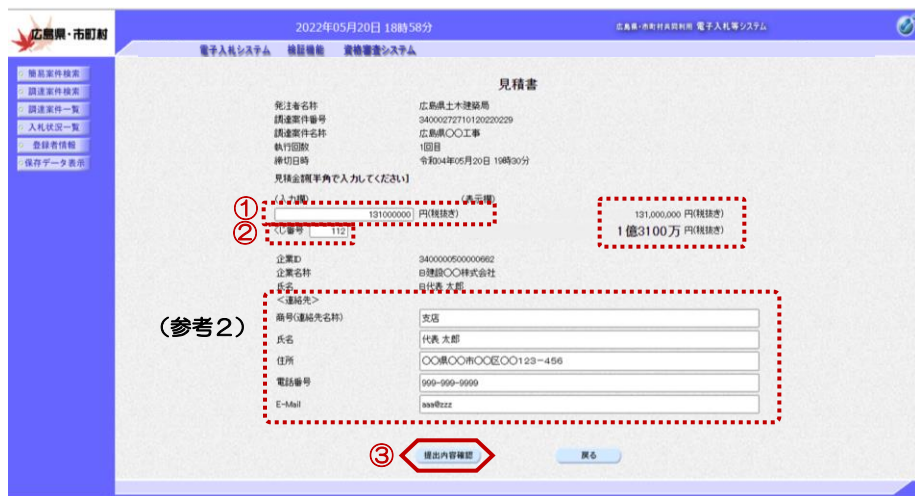 広島県・市町村
2022年05月20日 18時58分
広島県・市町村共同利用 電子入札等システム
電子入札システム 検証機能 資格審査システム
簡易案件検索
調達案件検索
調達案件一覧
入札状況一覧
登録者情報
保存データ表示
見積書
発注者名称 広島県土木建築局
調達案件番号 34000272710120220229
調達案件名称 広島県〇〇工事
執行回数 1回目
締切日時 令和04年05月20日 19時30分
見積金額[半角で入力してください]
(入力欄) (表示欄)
① 131000000 円(税抜き) 131,000,000 円(税抜き)
② くじ番号 112 1億3100万 円(税抜き)
企業ID 3400000500000662
企業名称 B建設〇〇株式会社
氏名 B代表 太郎
<連絡先>
(参考2)
商号(連絡先名称) 支店
氏名 代表 太郎
住所 〇〇県〇〇市〇〇区〇〇123-456
電話番号 999-999-9999
E-Mail aaa@zzz
③ 提出内容確認 戻る